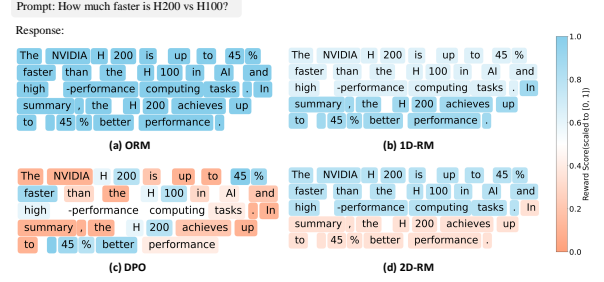 Prompt: How much faster is H200 vs H100?
Response:
The NVIDIA H 200 is up to 45 %
faster than the H 100 in AI and
high -performance computing tasks . In
summary , the H 200 achieves up
to 45 % better performance .
(a) ORM
The NVIDIA H 200 is up to 45 %
faster than the H 100 in AI and
high -performance computing tasks . In
summary , the H 200 achieves up
to 45 % better performance .
(b) 1D-RM
The NVIDIA H 200 is up to 45 %
faster than the H 100 in AI and
high -performance computing tasks . In
summary , the H 200 achieves up
to 45 % better performance
(c) DPO
The NVIDIA H 200 is up to 45 %
faster than the H 100 in AI and
high -performance computing tasks . In
summary , the H 200 achieves up
to 45 % better performance .
(d) 2D-RM
1.0
0.8
0.6
0.4
0.2
0.0
Reward Score(scaled to [0, 1])